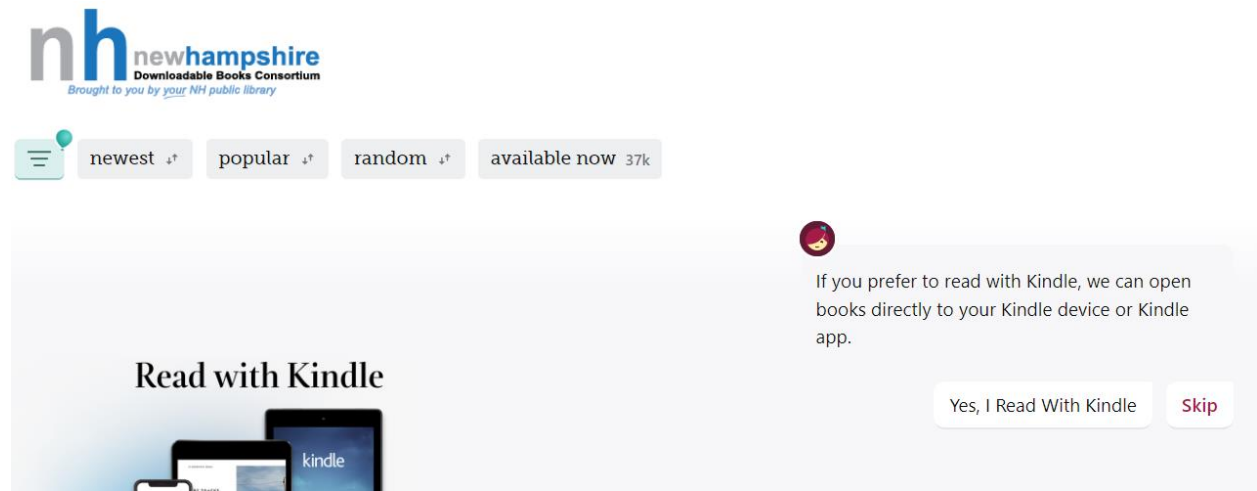 nh newhampshire
Downloadable Books Consortium
Brought to you by your NH public library
newest popular random available now 37k
If you prefer to read with Kindle, we can open
books directly to your Kindle device or Kindle
app.
Read with Kindle
Yes, I Read With Kindle Skip
kindle